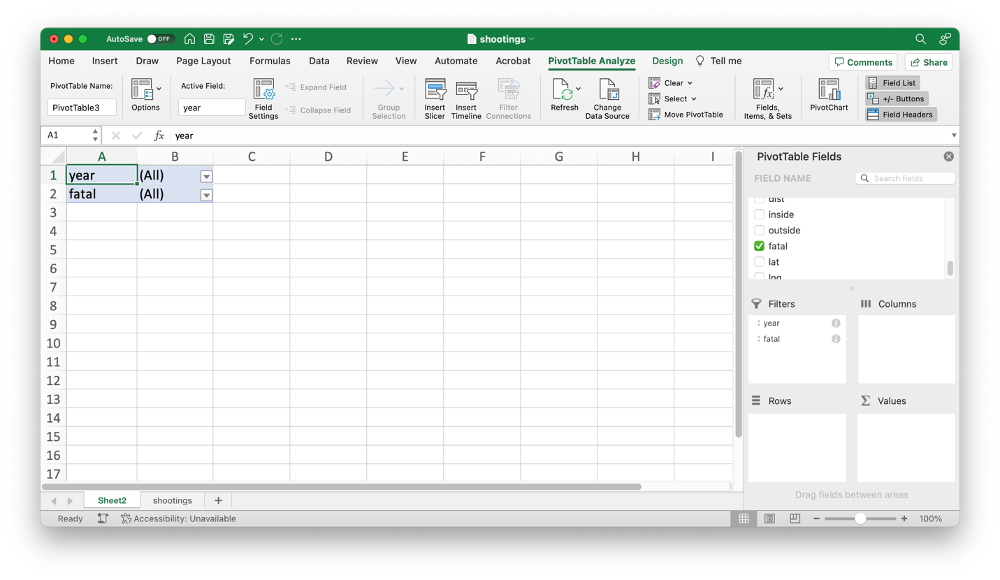 AutoSave OFF shootings
Home Insert Draw Page Layout Formulas Data Review View Automate Acrobat PivotTable Analyze Design Tell me Comments Share
PivotTable Name:
PivotTable3
Options
Active Field:
year
Field
Settings
Expand Field
Collapse Field
Group
Selection
Insert
Slicer
Insert
Timeline
Filter
Connections
Refresh
Change
Data Source
Clear
Select
Move PivotTable
Fields,
Items, & Sets
PivotChart
Field List
+/- Buttons
Field Headers
A1 fx year
A B C D E F G H I
1 year (All)
2 fatal (All)
3
4
5
6
7
8
9
10
11
12
13
14
15
16
17
PivotTable Fields
FIELD NAME Search fields
dist
inside
outside
fatal
lat
lng
Filters
year
fatal
Columns
Rows
Values
Drag fields between areas
Sheet2 shootings +
Ready Accessibility: Unavailable 100%